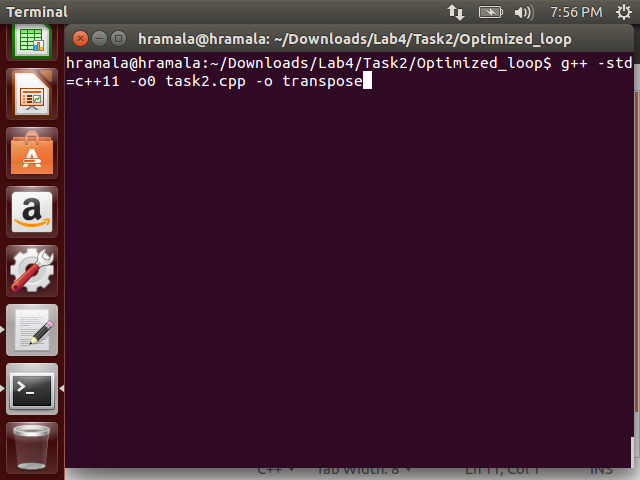 Terminal
7:56 PM
hramala@hramala: ~/Downloads/Lab4/Task2/Optimized_loop
hramala@hramala:~/Downloads/Lab4/Task2/Optimized_loop$ g++ -std
=c++11 -o0 task2.cpp -o transpose
C++
Tab Width: 8
Ln 11, Col 1
INS